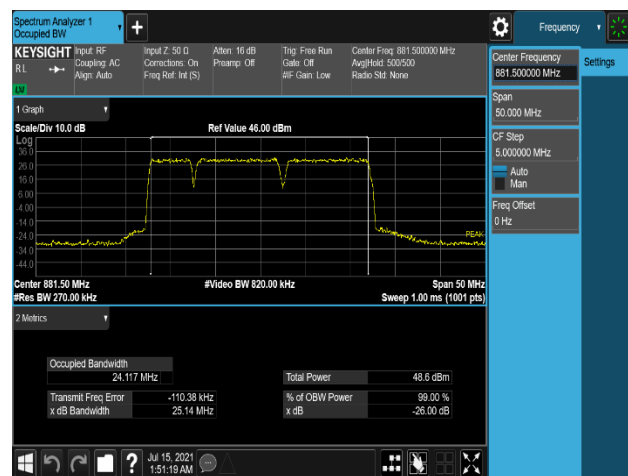 Spectrum Analyzer 1
Occupied BW
Frequency
KEYSIGHT
RL
LV
Input: RF
Coupling: AC
Align: Auto
Input Z: 50 Ω
Corrections: On
Freq Ref: Int (S)
Atten: 16 dB
Preamp: Off
Trig: Free Run
Gate: Off
#IF Gain: Low
Center Freq: 881.500000 MHz
Avg|Hold: 500/500
Radio Std: None
Center Frequency
881.500000 MHz
Settings
Span
50.000 MHz
CF Step
5.000000 MHz
Auto
Man
Freq Offset
0 Hz
1 Graph
Scale/Div 10.0 dB
Ref Value 46.00 dBm
Log
36.0
26.0
16.0
6.00
-4.00
-14.0
-24.0
-34.0
-44.0
PEAK
Center 881.50 MHz
#Video BW 820.00 kHz
Span 50 MHz
#Res BW 270.00 kHz
Sweep 1.00 ms (1001 pts)
2 Metrics
Occupied Bandwidth
24.117 MHz
Total Power 48.6 dBm
Transmit Freq Error -110.38 kHz
% of OBW Power 99.00 %
x dB Bandwidth 25.14 MHz
x dB -26.00 dB
?
Jul 15, 2021
1:51:19 AM